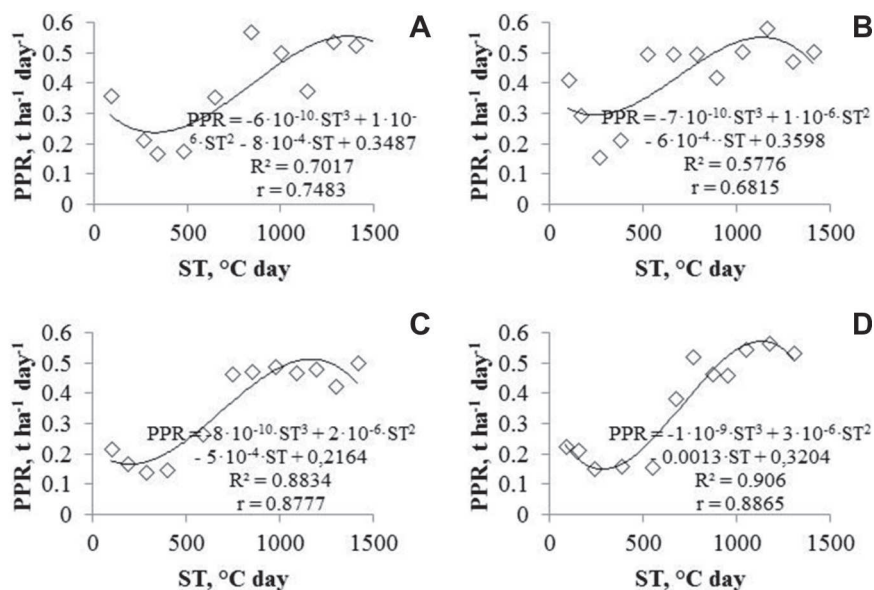 A
PPR, t ha⁻¹ day⁻¹
0.6
0.5
0.4
0.3
0.2
0.1
0
PPR = -6·10⁻¹⁰·ST³ + 1·10⁻
⁶·ST² - 8·10⁻⁴·ST + 0.3487
R² = 0.7017
r = 0.7483
0 500 1000 1500
ST, °C day
B
PPR, t ha⁻¹ day⁻¹
0.6
0.5
0.4
0.3
0.2
0.1
0
PPR = -7·10⁻¹⁰·ST³ + 1·10⁻⁶·ST²
- 6·10⁻⁴··ST + 0.3598
R² = 0.5776
r = 0.6815
0 500 1000 1500
ST, °C day
C
PPR, t ha⁻¹ day⁻¹
0.6
0.5
0.4
0.3
0.2
0.1
0
PPR = -8·10⁻¹⁰·ST³ + 2·10⁻⁶·ST²
- 5·10⁻⁴·ST + 0,2164
R² = 0.8834
r = 0.8777
0 500 1000 1500
ST, °C day
D
PPR, t ha⁻¹ day⁻¹
0.6
0.5
0.4
0.3
0.2
0.1
0
PPR = -1·10⁻⁹·ST³ + 3·10⁻⁶·ST²
- 0.0013·ST + 0,3204
R² = 0.906
r = 0.8865
0 500 1000 1500
ST, °C day